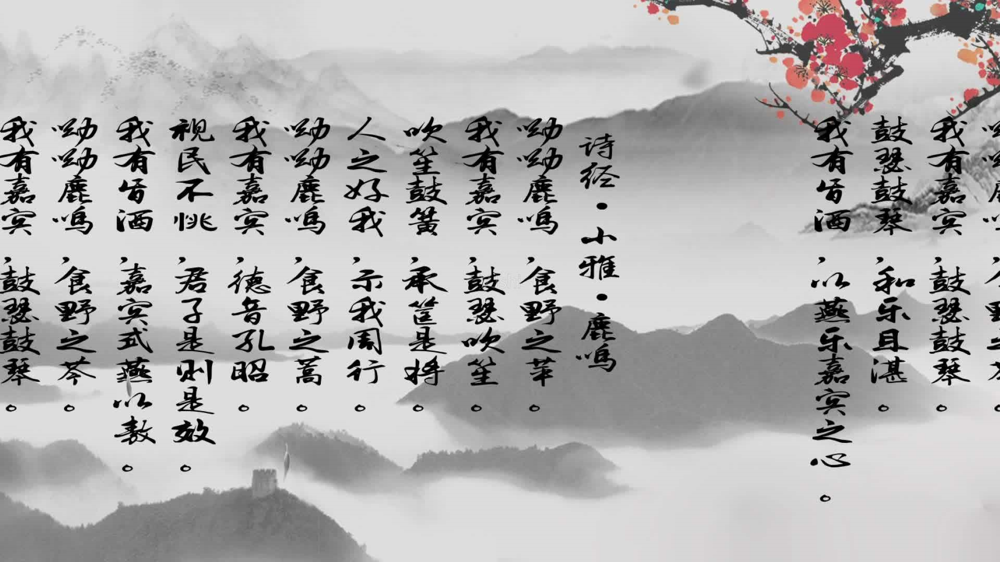 我有嘉宾,鼓瑟鼓琴。
鼓瑟鼓琴,和乐且湛。
我有旨酒,以燕乐嘉宾之心。
诗经·小雅·鹿鸣
呦呦鹿鸣,食野之苹。
我有嘉宾,鼓瑟吹笙。
吹笙鼓簧,承筐是将。
人之好我,示我周行。
呦呦鹿鸣,食野之蒿。
我有嘉宾,德音孔昭。
视民不恌,君子是则是效。
我有旨酒,嘉宾式燕以敖。
呦呦鹿鸣,食野之芩。
我有嘉宾,鼓瑟鼓琴。